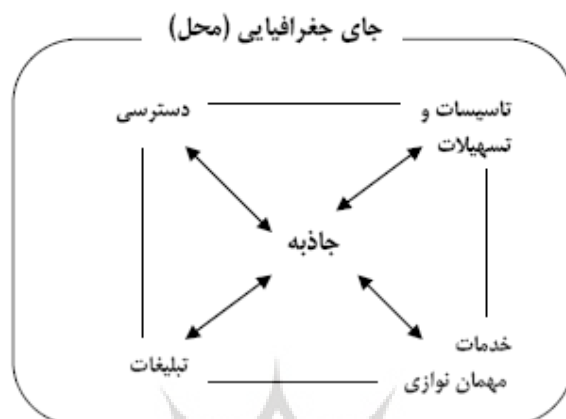 جای جغرافیایی (محل)
تاسیسات و
تسهیلات
دسترسی
جاذبه
خدمات
مهمان نوازی
تبلیغات